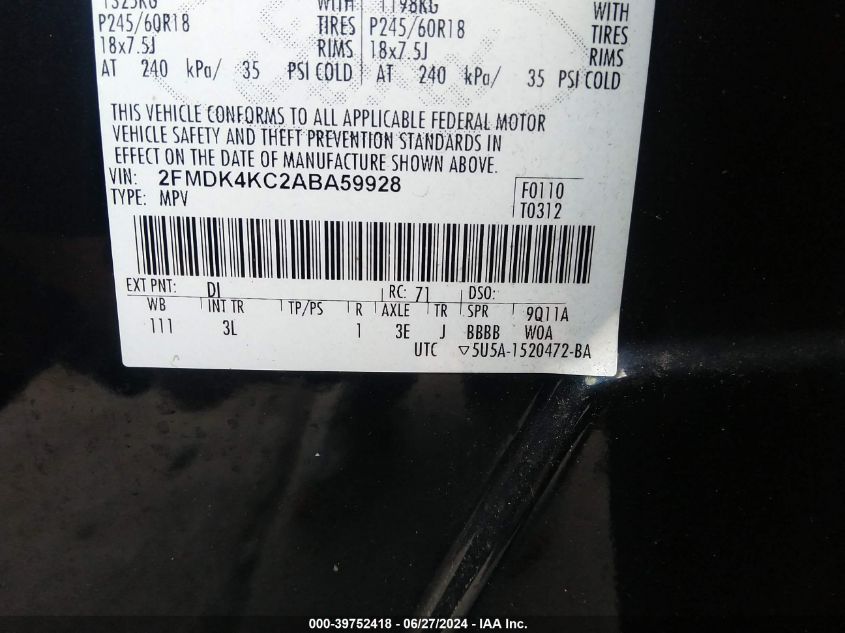 1325KG WITH 1198KG WITH
P245/60R18 TIRES P245/60R18 TIRES
18x7.5J RIMS 18x7.5J RIMS
AT 240 kPa/ 35 PSI COLD AT 240 kPa/ 35 PSI COLD
THIS VEHICLE CONFORMS TO ALL APPLICABLE FEDERAL MOTOR
VEHICLE SAFETY AND THEFT PREVENTION STANDARDS IN
EFFECT ON THE DATE OF MANUFACTURE SHOWN ABOVE.
VIN: 2FMDK4KC2ABA59928 F0110
TYPE: MPV T0312
EXT PNT: DI RC: 71 DSO:
WB INT TR TP/PS R AXLE TR SPR 9Q11A
111 3L 1 3E J BBBB WOA
UTC ▽5U5A-1520472-BA
000-39752418 - 06/27/2024 - IAA Inc.